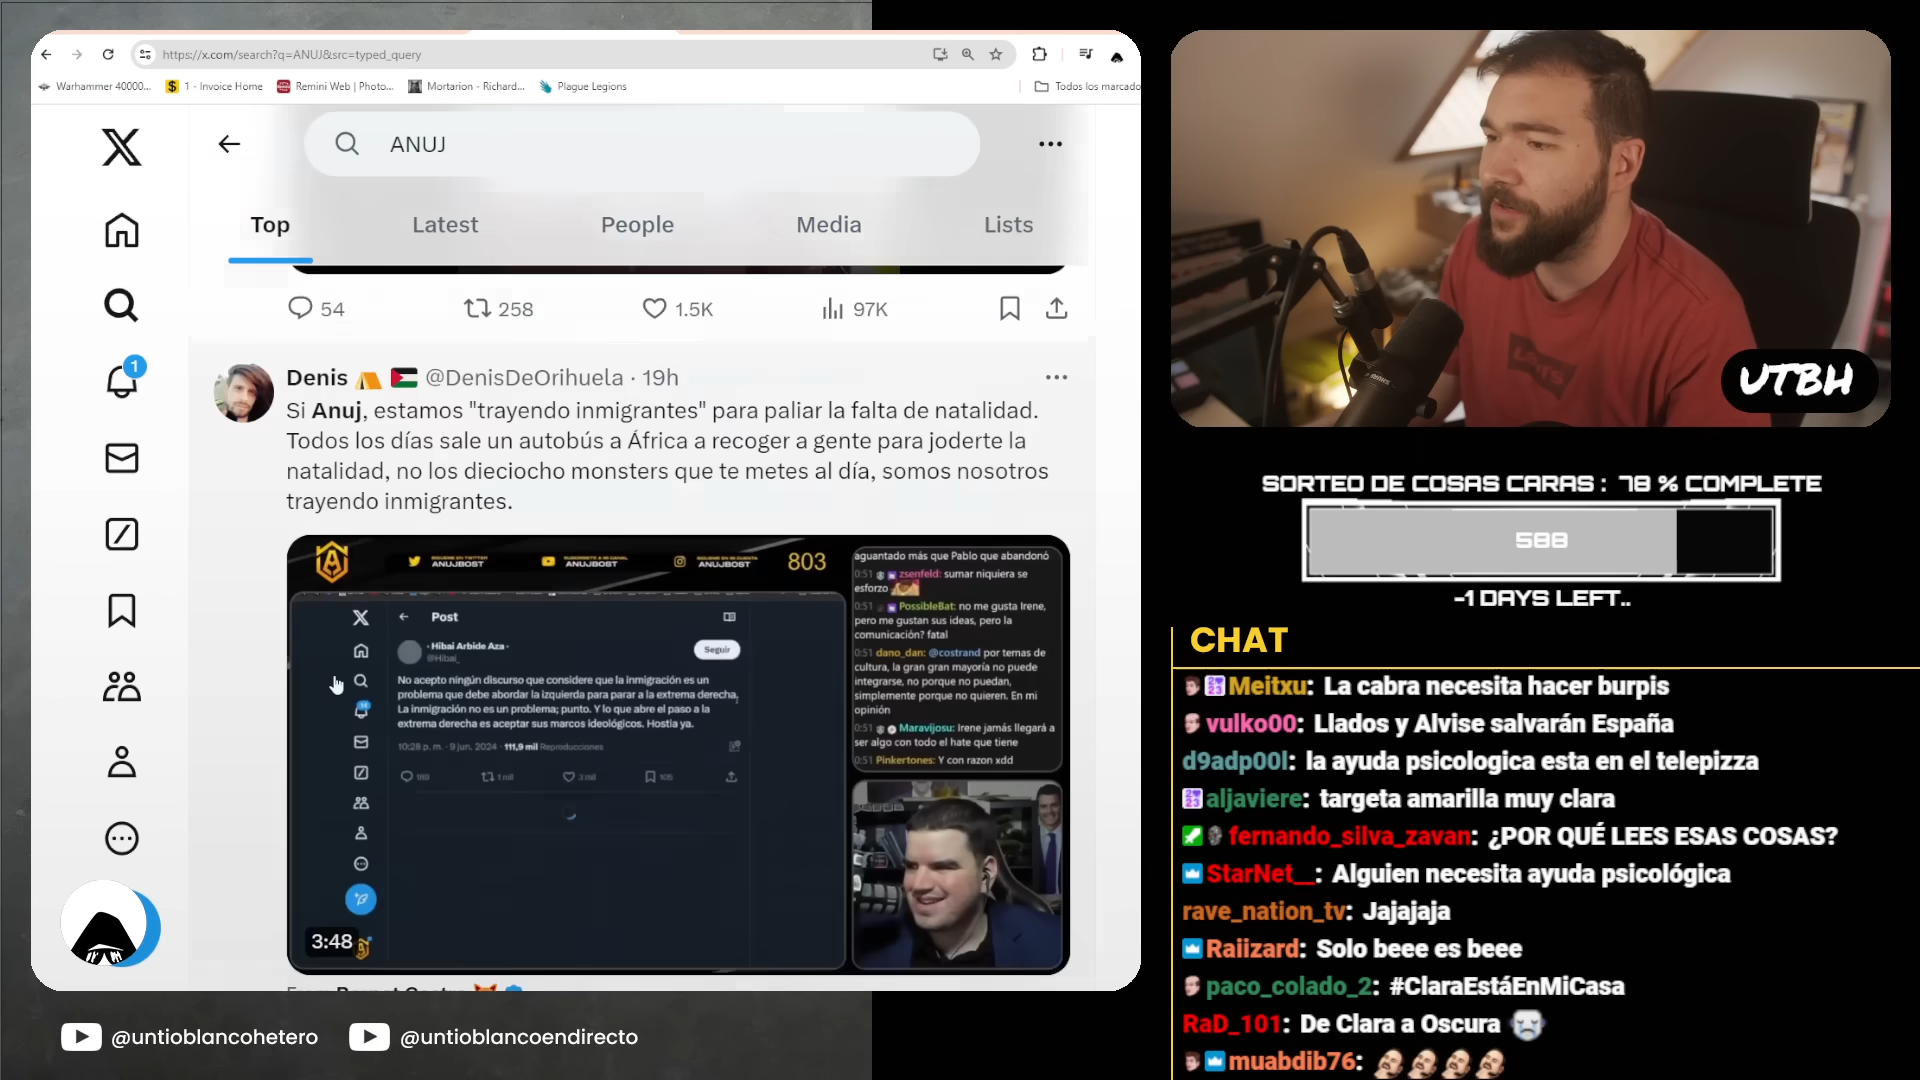 https://x.com/search?q=ANUJ&src=typed_query
Warhammer 40000...
1 - Invoice Home
Remini Web | Photo...
Mortarion - Richard...
Plague Legions
Todos los marcado
ANUJ
Top
Latest
People
Media
Lists
54
258
1.5K
97K
1
Denis @DenisDeOrihuela · 19h
Si Anuj, estamos "trayendo inmigrantes" para paliar la falta de natalidad.
Todos los días sale un autobús a África a recoger a gente para joderte la
natalidad, no los dieciocho monsters que te metes al día, somos nosotros
trayendo inmigrantes.
ANUJBOST
ANUJBOST
ANUJBOST
803
Post
· Hibai Arbide Aza ·
@Hibai_
Seguir
No acepto ningún discurso que considere que la inmigración es un
problema que debe abordar la izquierda para parar a la extrema derecha.
La inmigración no es un problema; punto. Y lo que abre el paso a la
extrema derecha es aceptar sus marcos ideológicos. Hostia ya.
10:28 p. m. · 9 jun. 2024 · 111,9 mil Reproducciones
1 mil
3 mil
105
3:48
aguantado más que Pablo que abandonó
0:51 zsenfeld: sumar niquiera se
esforzo
0:51 PossibleBat: no me gusta Irene,
pero me gustan sus ideas, pero la
comunicación? fatal
0:51 dano_dan: @costrand por temas de
cultura, la gran gran mayoría no puede
integrarse, no porque no puedan,
simplemente porque no quieren. En mi
opinión
0:51 Maravijosu: Irene jamás llegará a
ser algo con todo el hate que tiene
0:51 Pinkertones: Y con razon xdd
@untioblancohetero
@untioblancoendirecto
UTBH
SORTEO DE COSAS CARAS : 78 % COMPLETE
588
-1 DAYS LEFT..
CHAT
Meitxu: La cabra necesita hacer burpis
vulko00: Llados y Alvise salvarán España
d9adp00l: la ayuda psicologica esta en el telepizza
aljaviere: targeta amarilla muy clara
fernando_silva_zavan: ¿POR QUÉ LEES ESAS COSAS?
StarNet__: Alguien necesita ayuda psicológica
rave_nation_tv: Jajajaja
Raiizard: Solo beee es beee
paco_colado_2: #ClaraEstáEnMiCasa
RaD_101: De Clara a Oscura
muabdib76: